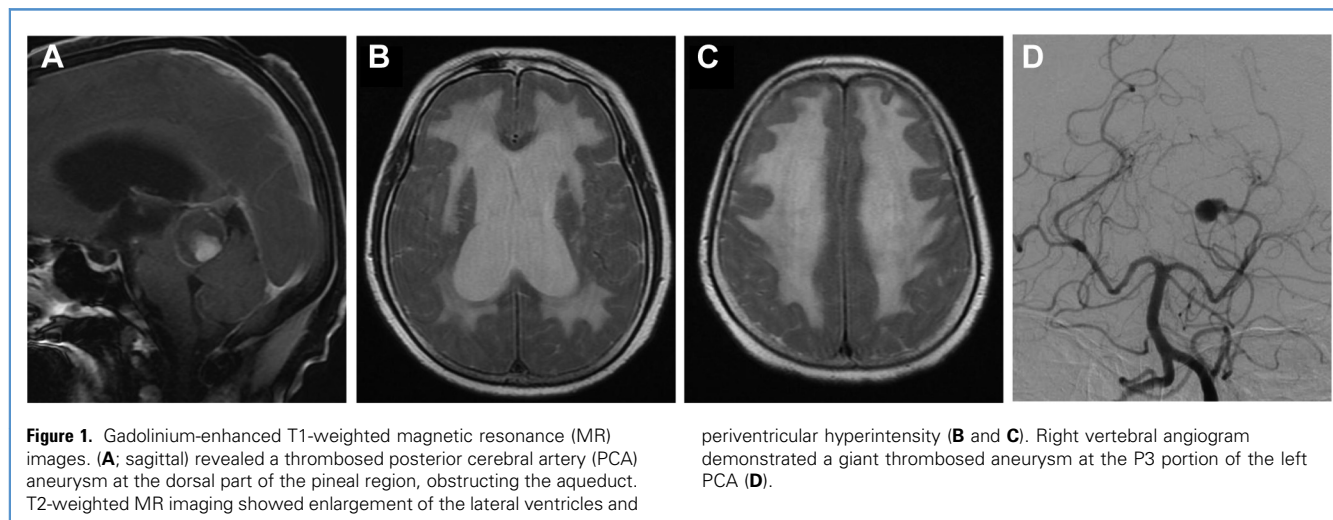 A
B
C
D
Figure 1. Gadolinium-enhanced T1-weighted magnetic resonance (MR)
images. (A; sagittal) revealed a thrombosed posterior cerebral artery (PCA)
aneurysm at the dorsal part of the pineal region, obstructing the aqueduct.
T2-weighted MR imaging showed enlargement of the lateral ventricles and
periventricular hyperintensity (B and C). Right vertebral angiogram
demonstrated a giant thrombosed aneurysm at the P3 portion of the left
PCA (D).